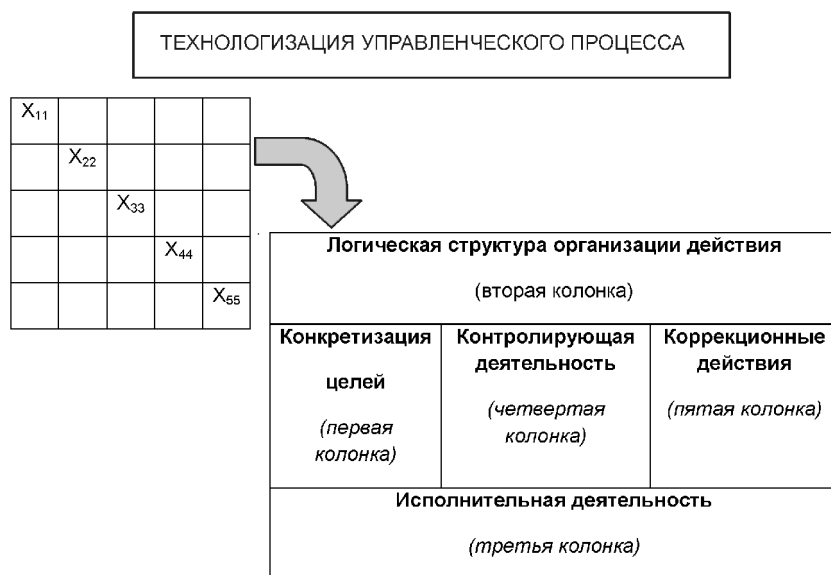 ТЕХНОЛОГИЗАЦИЯ УПРАВЛЕНЧЕСКОГО ПРОЦЕССА
X11
X22
X33
X44
X55
Логическая структура организации действия
(вторая колонка)
Конкретизация
целей
(первая
колонка)
Контролирующая
деятельность
(четвертая
колонка)
Коррекционные
действия
(пятая колонка)
Исполнительная деятельность
(третья колонка)